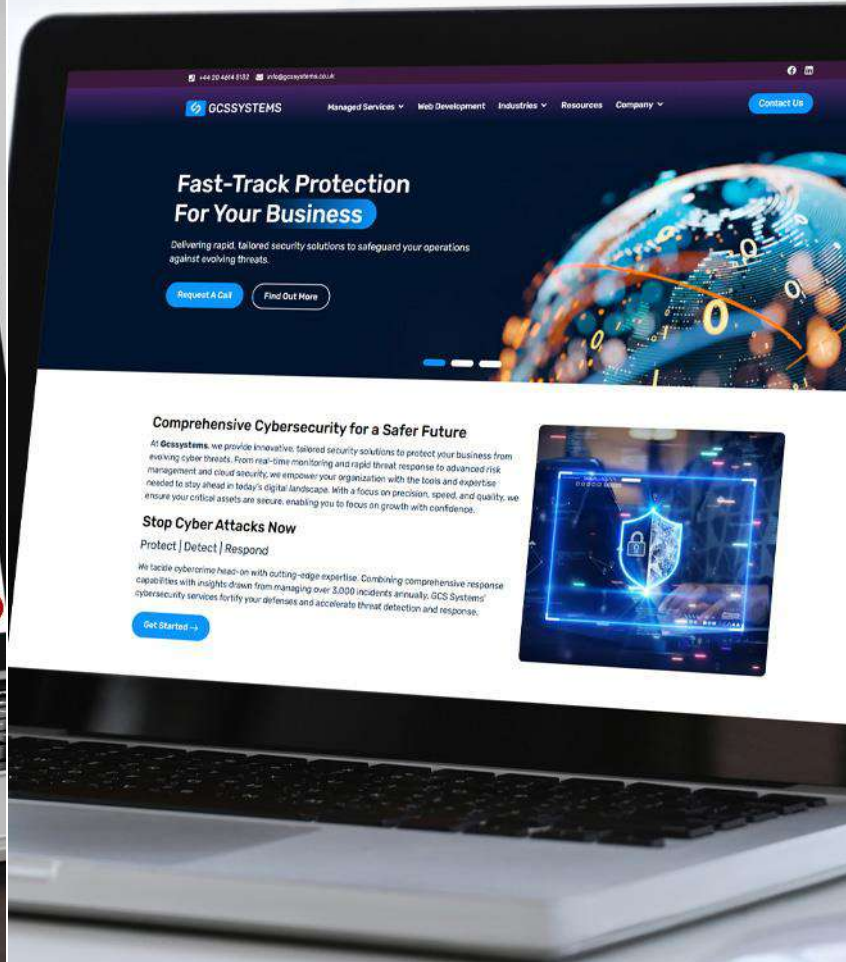 +44 20 4614 5132 info@gcssystems.co.uk
GCSSYSTEMS Managed Services Web Development Industries Resources Company Contact Us
Fast-Track Protection
For Your Business
Delivering rapid, tailored security solutions to safeguard your operations
against evolving threats.
Request A Call Find Out More
Comprehensive Cybersecurity for a Safer Future
At Gcssystems, we provide innovative, tailored security solutions to protect your business from
evolving cyber threats. From real-time monitoring and rapid threat response to advanced risk
management and cloud security, we empower your organization with the tools and expertise
needed to stay ahead in today's digital landscape. With a focus on precision, speed, and quality, we
ensure your critical assets are secure, enabling you to focus on growth with confidence.
Stop Cyber Attacks Now
Protect | Detect | Respond
We tackle cybercrime head-on with cutting-edge expertise. Combining comprehensive response
capabilities with insights drawn from managing over 3,000 incidents annually, GCS Systems'
cybersecurity services fortify your defenses and accelerate threat detection and response.
Get Started →